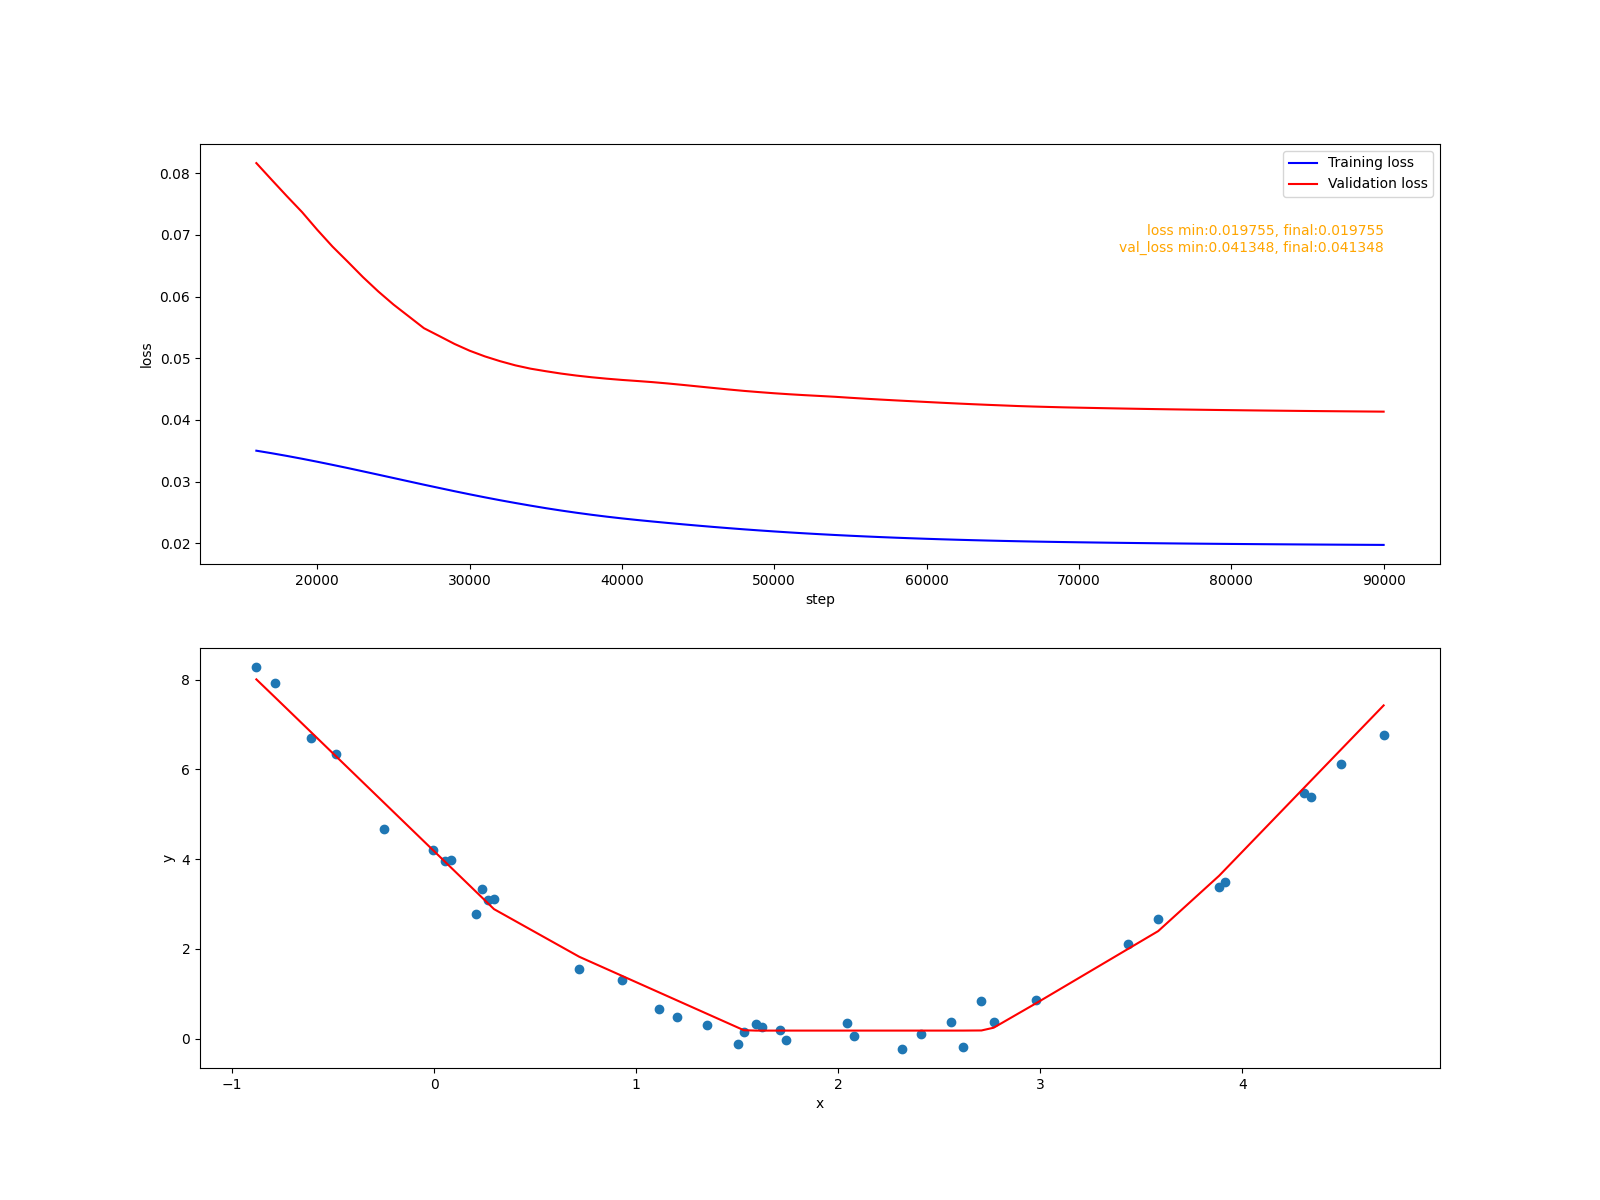 Training loss
Validation loss
loss min:0.019755, final:0.019755
val_loss min:0.041348, final:0.041348
0.08
0.07
0.06
0.05
0.04
0.03
0.02
loss
20000 30000 40000 50000 60000 70000 80000 90000
step
8
6
4
2
0
y
−1 0 1 2 3 4
x